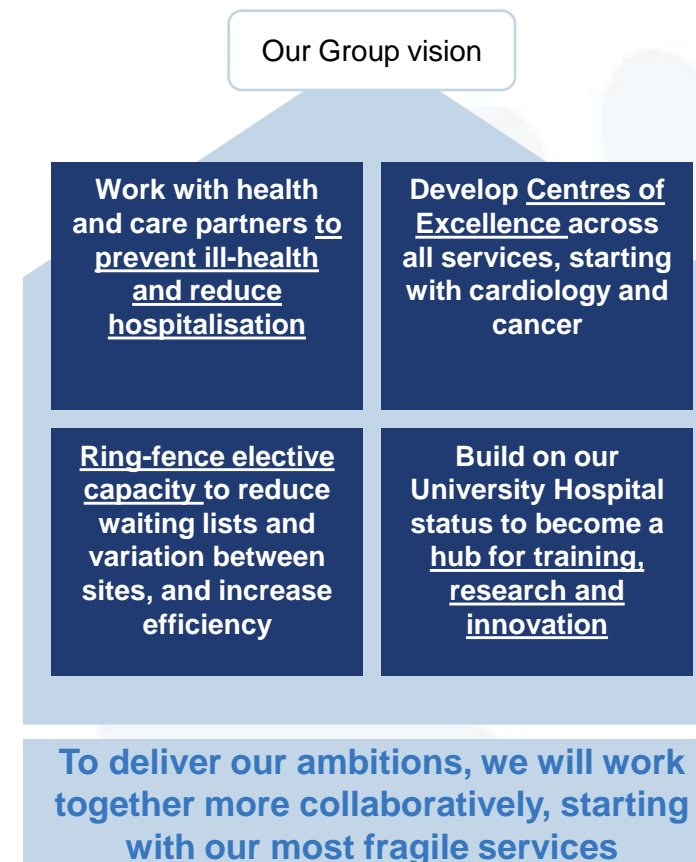 Our Group vision
Work with health
and care partners to
prevent ill-health
and reduce
hospitalisation
Develop Centres of
Excellence across
all services, starting
with cardiology and
cancer
Ring-fence elective
capacity to reduce
waiting lists and
variation between
sites, and increase
efficiency
Build on our
University Hospital
status to become a
hub for training,
research and
innovation
To deliver our ambitions, we will work
together more collaboratively, starting
with our most fragile services